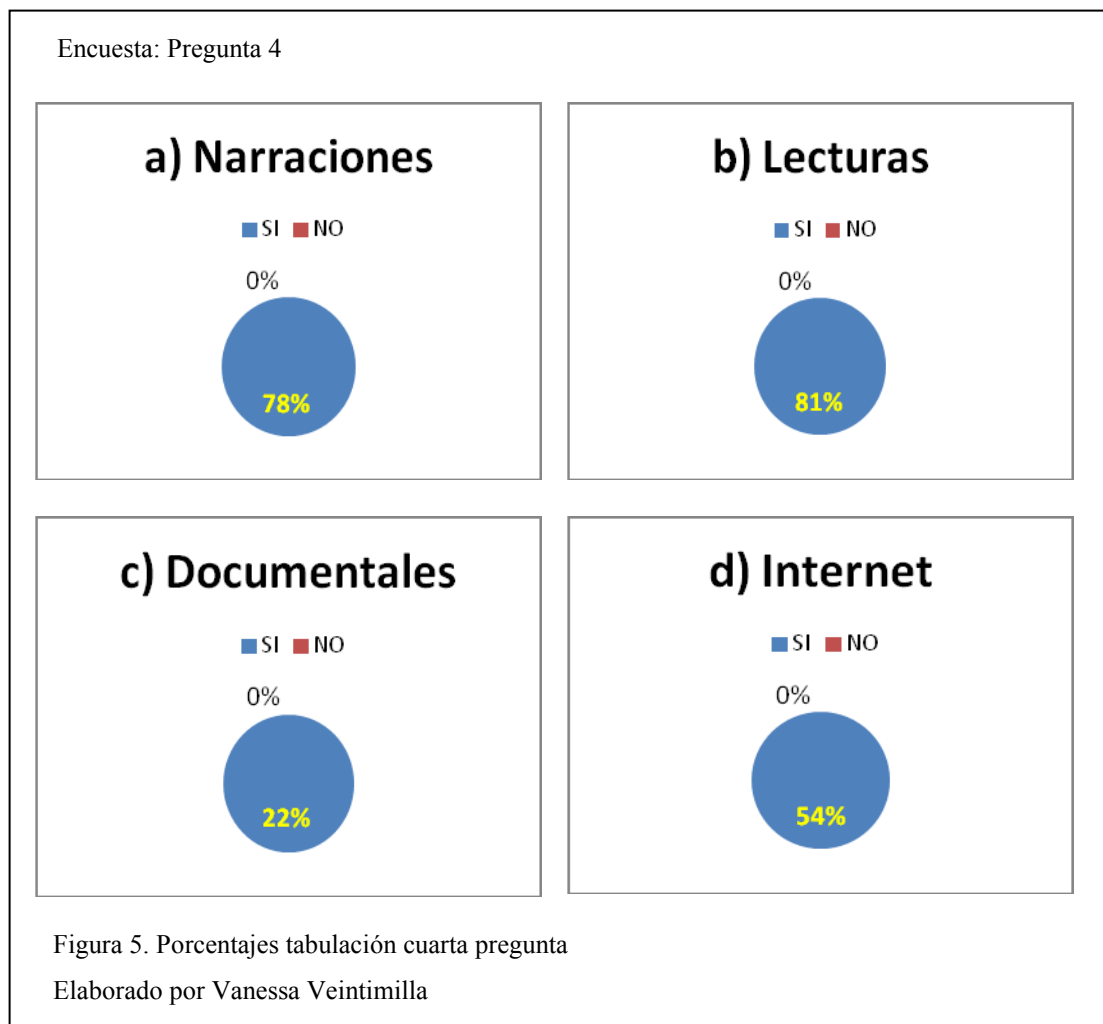 Encuesta: Pregunta 4
a) Narraciones
SI NO
0%
78%
b) Lecturas
SI NO
0%
81%
c) Documentales
SI NO
0%
22%
d) Internet
SI NO
0%
54%
Figura 5. Porcentajes tabulación cuarta pregunta
Elaborado por Vanessa Veintimilla